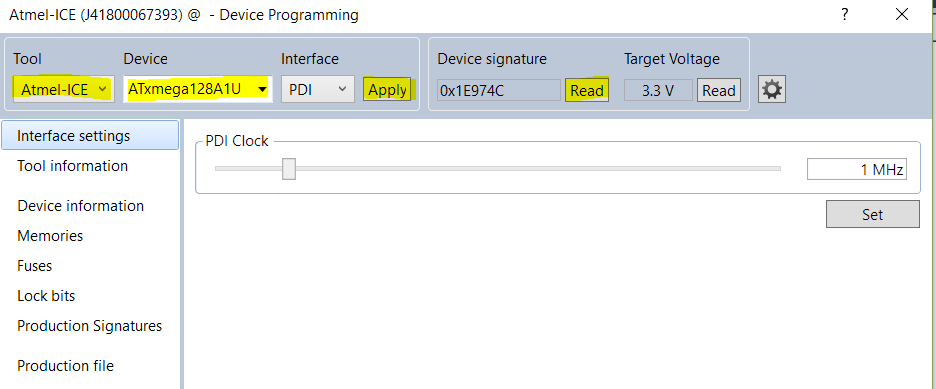 Atmel-ICE (J41800067393) @  - Device Programming
?
Tool Device Interface Device signature Target Voltage
Atmel-ICE ATxmega128A1U PDI Apply 0x1E974C Read 3.3 V Read
Interface settings
Tool information
Device information
Memories
Fuses
Lock bits
Production Signatures
Production file
PDI Clock
1 MHz
Set